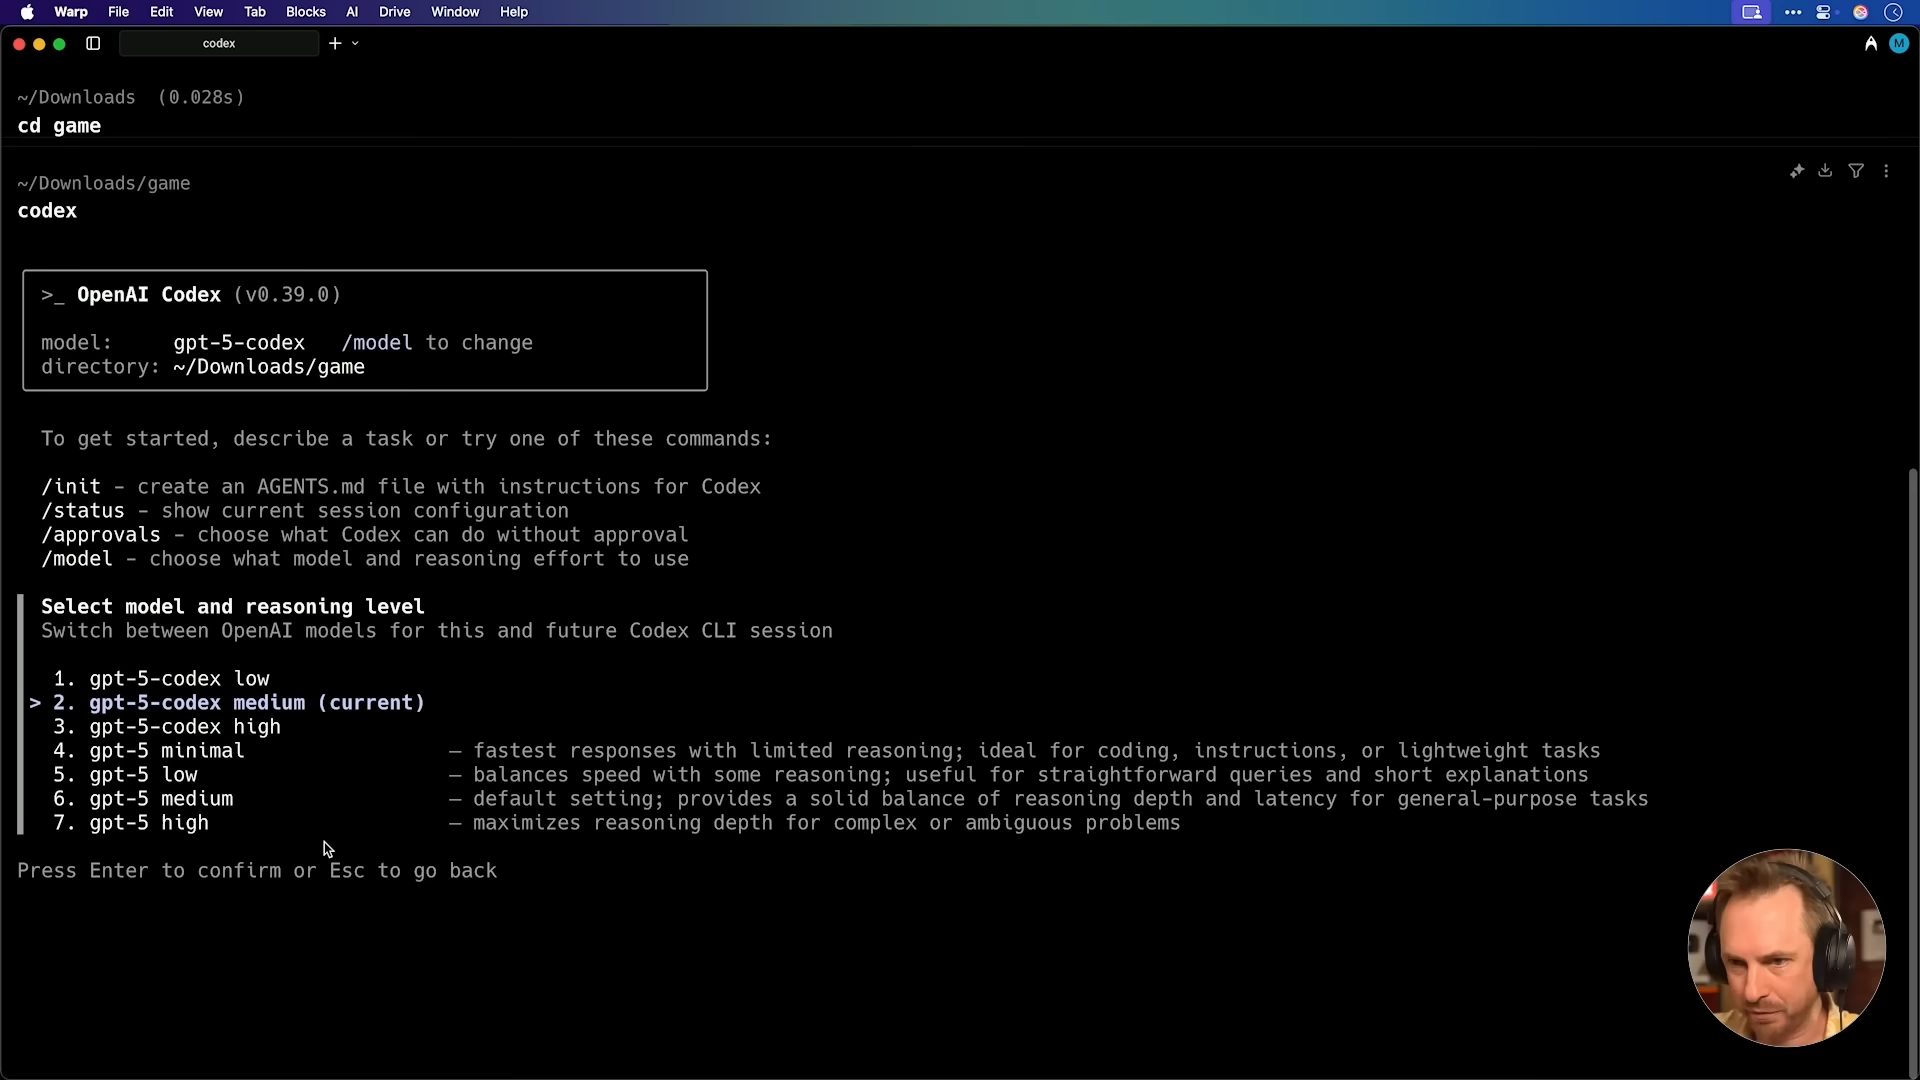 Warp File Edit View Tab Blocks AI Drive Window Help
codex
M
~/Downloads (0.028s)
cd game
~/Downloads/game
codex
>_ OpenAI Codex (v0.39.0)
model: gpt-5-codex /model to change
directory: ~/Downloads/game
To get started, describe a task or try one of these commands:
/init - create an AGENTS.md file with instructions for Codex
/status - show current session configuration
/approvals - choose what Codex can do without approval
/model - choose what model and reasoning effort to use
Select model and reasoning level
Switch between OpenAI models for this and future Codex CLI session
1. gpt-5-codex low
> 2. gpt-5-codex medium (current)
3. gpt-5-codex high
4. gpt-5 minimal — fastest responses with limited reasoning; ideal for coding, instructions, or lightweight tasks
5. gpt-5 low — balances speed with some reasoning; useful for straightforward queries and short explanations
6. gpt-5 medium — default setting; provides a solid balance of reasoning depth and latency for general-purpose tasks
7. gpt-5 high — maximizes reasoning depth for complex or ambiguous problems
Press Enter to confirm or Esc to go back